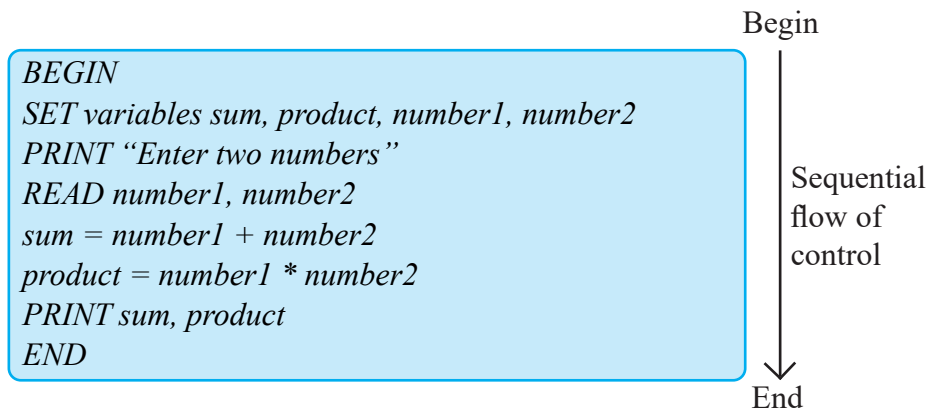 Begin
BEGIN
SET variables sum, product, number1, number2
PRINT “Enter two numbers”
READ number1, number2
sum = number1 + number2
product = number1 * number2
PRINT sum, product
END
Sequential
flow of
control
End